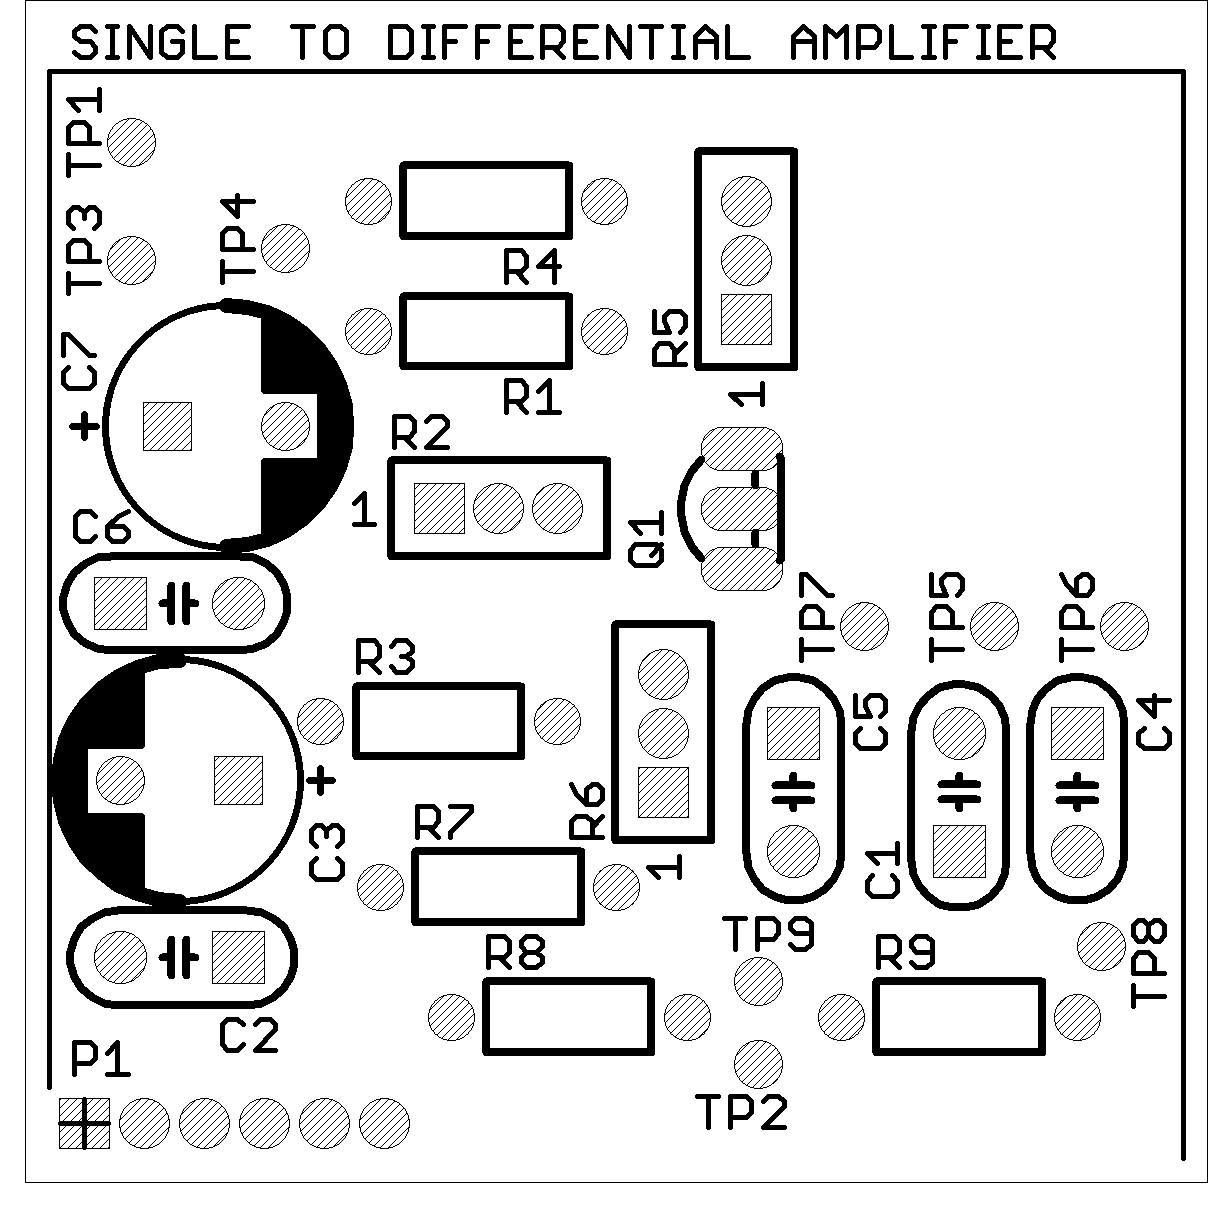 SINGLE TO DIFFERENTIAL AMPLIFIER
TP1
TP3
TP4
R4
R5
1
C7
+
R1
R2
1
Q1
C6
TP7
TP5
TP6
R3
C5
C4
+
C3
R7
R6
1
C1
TP9
R8
R9
TP8
C2
P1
TP2